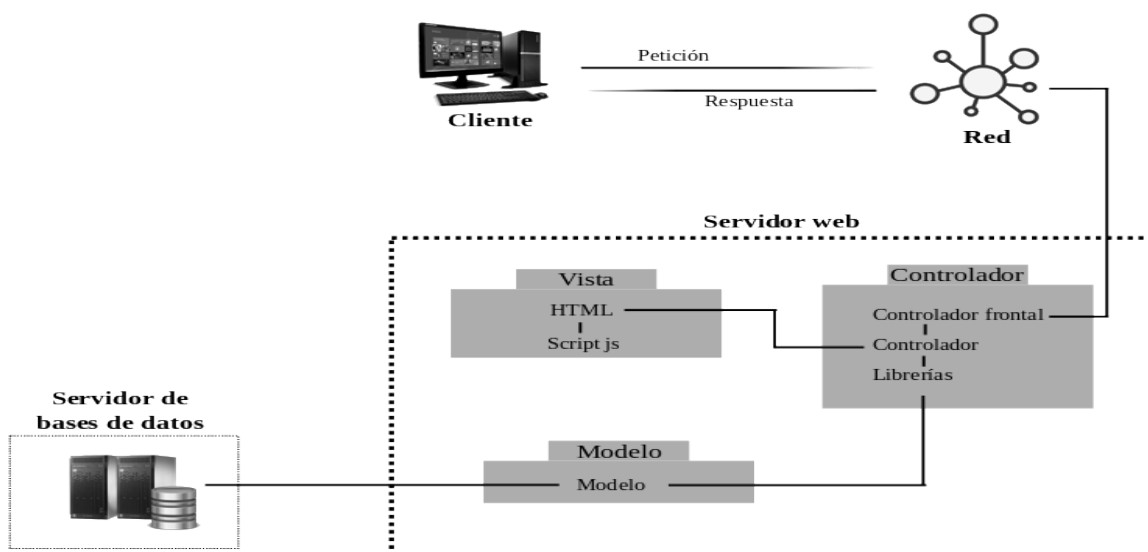 Petición
Respuesta
Cliente
Red
Servidor web
Vista
HTML
Script js
Controlador
Controlador frontal
Controlador
Librerías
Servidor de
bases de datos
Modelo
Modelo